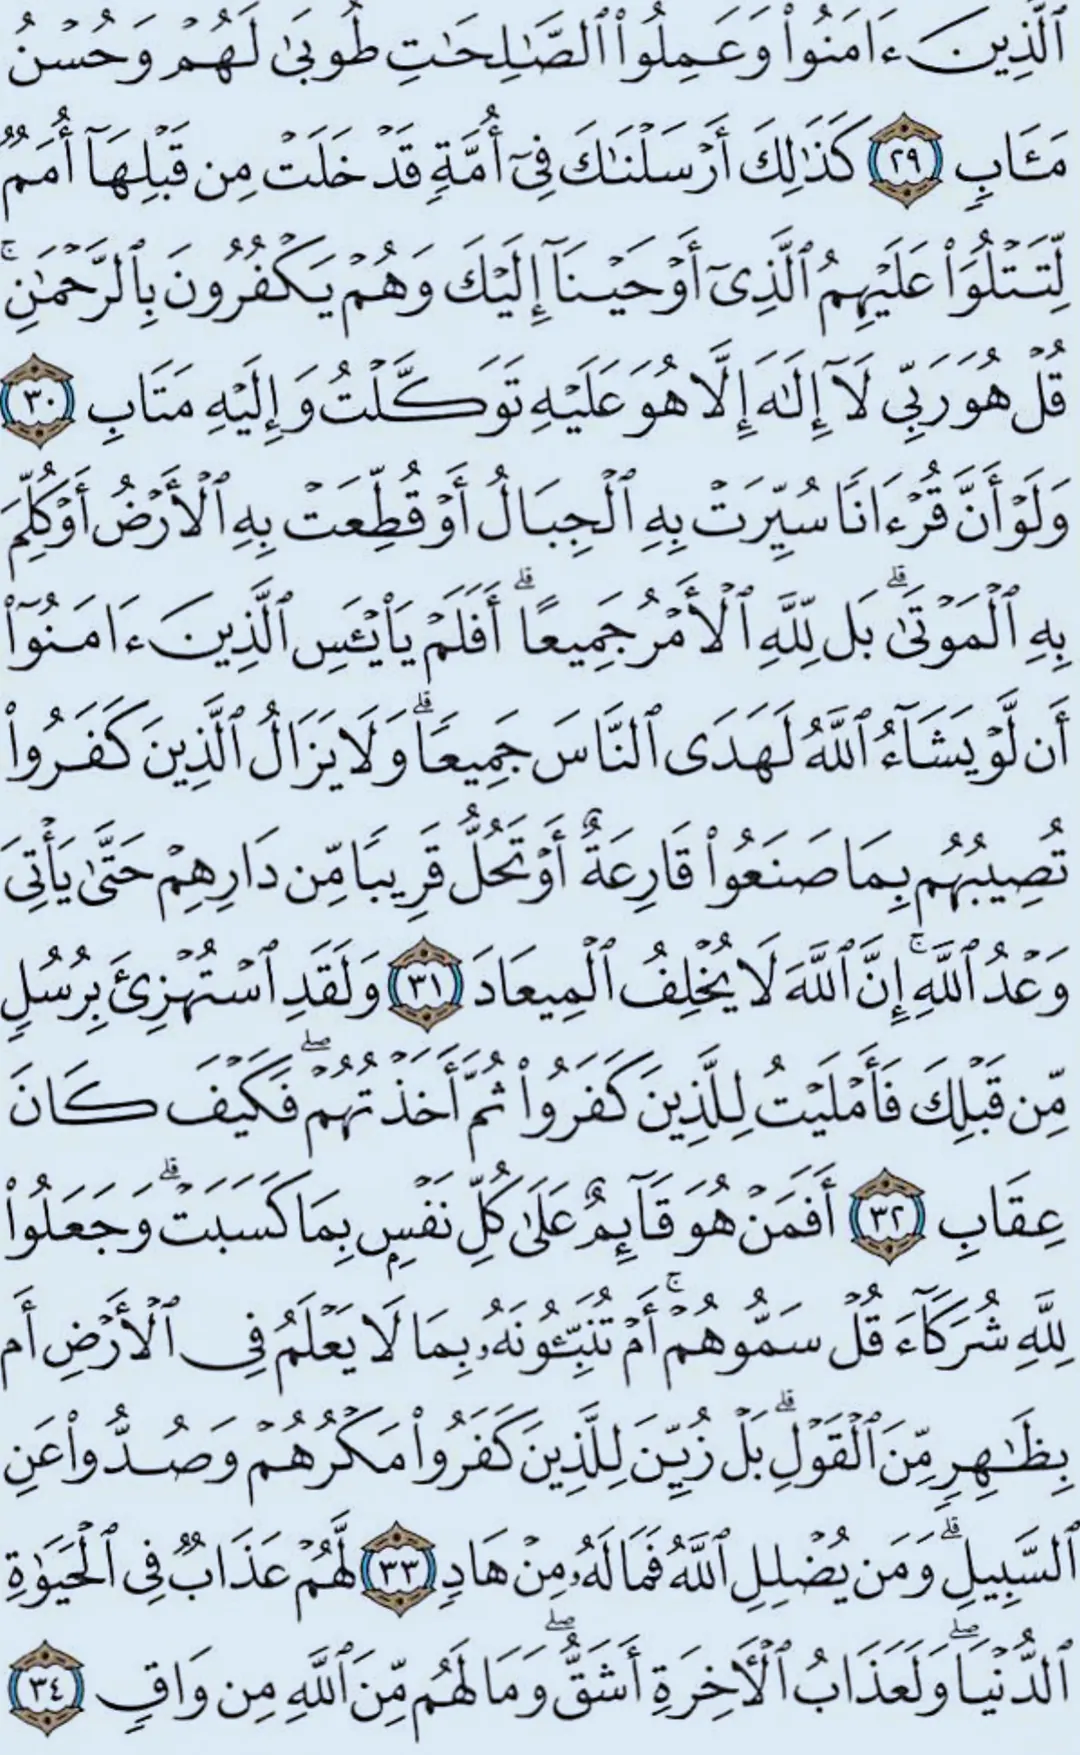 ٱلَّذِينَ ءَامَنُوا۟ وَعَمِلُوا۟ ٱلصَّـٰلِحَـٰتِ طُوبَىٰ لَهُمْ وَحُسْنُ
مَـَٔابٍ ٢٩ كَذَٰلِكَ أَرْسَلْنَـٰكَ فِىٓ أُمَّةٍ قَدْ خَلَتْ مِن قَبْلِهَآ أُمَمٌ
لِّتَتْلُوَا۟ عَلَيْهِمُ ٱلَّذِىٓ أَوْحَيْنَآ إِلَيْكَ وَهُمْ يَكْفُرُونَ بِٱلرَّحْمَـٰنِ ۚ
قُلْ هُوَ رَبِّى لَآ إِلَـٰهَ إِلَّا هُوَ عَلَيْهِ تَوَكَّلْتُ وَإِلَيْهِ مَتَابِ ٣٠
وَلَوْ أَنَّ قُرْءَانًا سُيِّرَتْ بِهِ ٱلْجِبَالُ أَوْ قُطِّعَتْ بِهِ ٱلْأَرْضُ أَوْ كُلِّمَ
بِهِ ٱلْمَوْتَىٰ ۗ بَل لِّلَّهِ ٱلْأَمْرُ جَمِيعًا ۗ أَفَلَمْ يَا۟يْـَٔسِ ٱلَّذِينَ ءَامَنُوٓا۟
أَن لَّوْ يَشَآءُ ٱللَّهُ لَهَدَى ٱلنَّاسَ جَمِيعًا ۗ وَلَا يَزَالُ ٱلَّذِينَ كَفَرُوا۟
تُصِيبُهُم بِمَا صَنَعُوا۟ قَارِعَةٌ أَوْ تَحُلُّ قَرِيبًا مِّن دَارِهِمْ حَتَّىٰ يَأْتِىَ
وَعْدُ ٱللَّهِ ۚ إِنَّ ٱللَّهَ لَا يُخْلِفُ ٱلْمِيعَادَ ٣١ وَلَقَدِ ٱسْتُهْزِئَ بِرُسُلٍ
مِّن قَبْلِكَ فَأَمْلَيْتُ لِلَّذِينَ كَفَرُوا۟ ثُمَّ أَخَذْتُهُمْ ۖ فَكَيْفَ كَانَ
عِقَابِ ٣٢ أَفَمَنْ هُوَ قَآئِمٌ عَلَىٰ كُلِّ نَفْسٍۭ بِمَا كَسَبَتْ ۗ وَجَعَلُوا۟
لِلَّهِ شُرَكَآءَ قُلْ سَمُّوهُمْ ۚ أَمْ تُنَبِّـُٔونَهُۥ بِمَا لَا يَعْلَمُ فِى ٱلْأَرْضِ أَم
بِظَـٰهِرٍ مِّنَ ٱلْقَوْلِ ۗ بَلْ زُيِّنَ لِلَّذِينَ كَفَرُوا۟ مَكْرُهُمْ وَصُدُّوا۟ عَنِ
ٱلسَّبِيلِ ۗ وَمَن يُضْلِلِ ٱللَّهُ فَمَا لَهُۥ مِنْ هَادٍ ٣٣ لَّهُمْ عَذَابٌ فِى ٱلْحَيَوٰةِ
ٱلدُّنْيَا ۖ وَلَعَذَابُ ٱلْـَٔاخِرَةِ أَشَقُّ ۖ وَمَا لَهُم مِّنَ ٱللَّهِ مِن وَاقٍ ٣٤